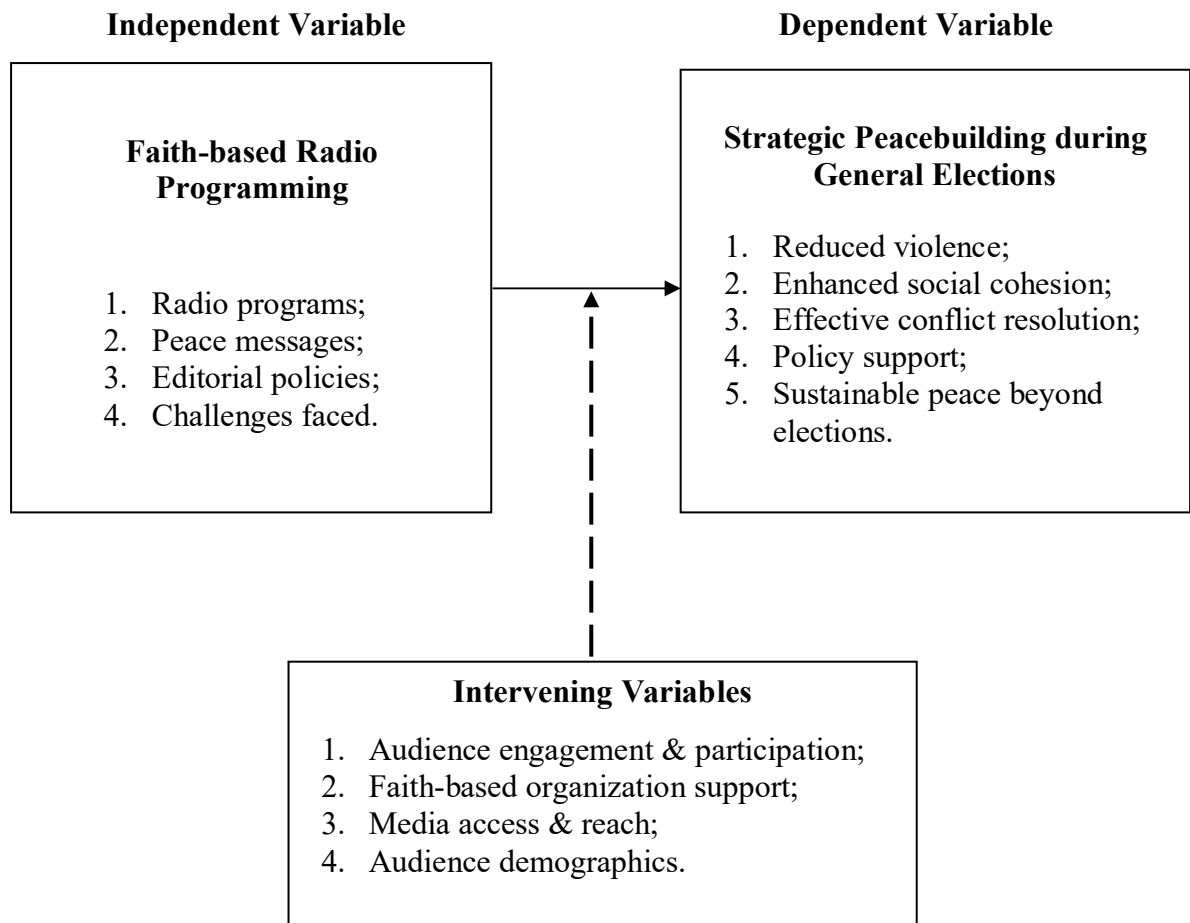 Independent Variable
Dependent Variable
Faith-based Radio
Programming
1. Radio programs;
2. Peace messages;
3. Editorial policies;
4. Challenges faced.
Strategic Peacebuilding during
General Elections
1. Reduced violence;
2. Enhanced social cohesion;
3. Effective conflict resolution;
4. Policy support;
5. Sustainable peace beyond
elections.
Intervening Variables
1. Audience engagement & participation;
2. Faith-based organization support;
3. Media access & reach;
4. Audience demographics.